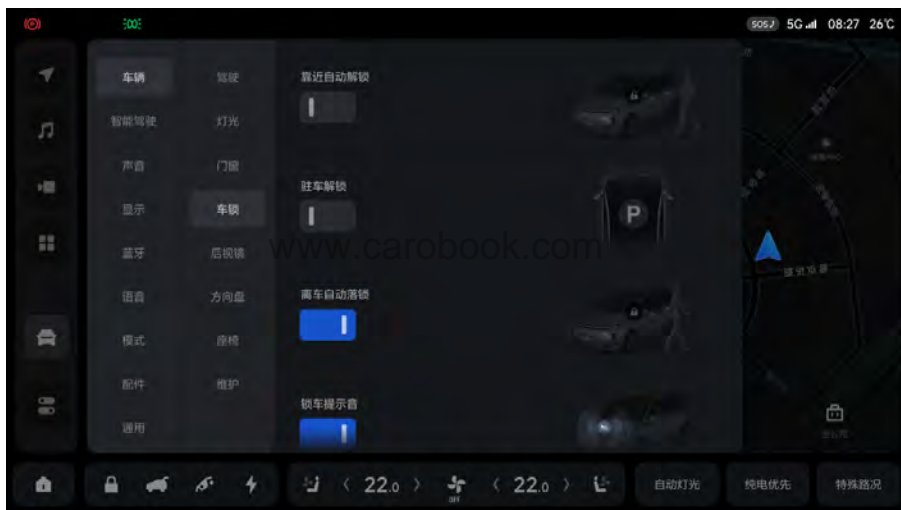 SOS 5G 08:27 26℃
车辆
智能驾驶
声音
显示
蓝牙
语音
模式
配件
通用
驾驶
灯光
门窗
车锁
后视镜
方向盘
座椅
维护
靠近自动解锁
驻车解锁
P
离车自动落锁
锁车提示音
www.carobook.com
22.0
OFF
22.0
自动灯光
纯电优先
特殊路况